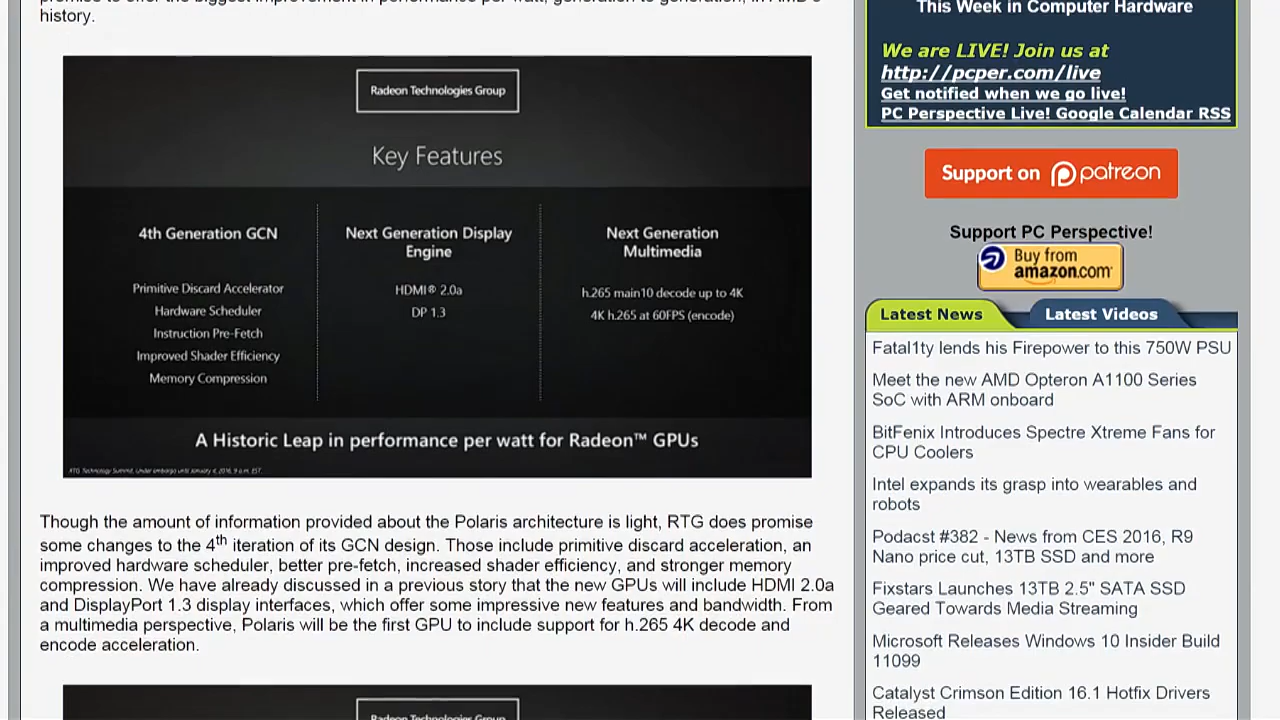 history.
Radeon Technologies Group
Key Features
4th Generation GCN
Primitive Discard Accelerator
Hardware Scheduler
Instruction Pre-Fetch
Improved Shader Efficiency
Memory Compression
Next Generation Display
Engine
HDMI® 2.0a
DP 1.3
Next Generation
Multimedia
h.265 main10 decode up to 4K
4K h.265 at 60FPS (encode)
A Historic Leap in performance per watt for Radeon™ GPUs
RTG Technology Summit. Under embargo until January 4, 2016, 9 a.m. EST.
Though the amount of information provided about the Polaris architecture is light, RTG does promise
some changes to the 4th iteration of its GCN design. Those include primitive discard acceleration, an
improved hardware scheduler, better pre-fetch, increased shader efficiency, and stronger memory
compression. We have already discussed in a previous story that the new GPUs will include HDMI 2.0a
and DisplayPort 1.3 display interfaces, which offer some impressive new features and bandwidth. From
a multimedia perspective, Polaris will be the first GPU to include support for h.265 4K decode and
encode acceleration.
Radeon Technologies Group
This Week in Computer Hardware
We are LIVE! Join us at
http://pcper.com/live
Get notified when we go live!
PC Perspective Live! Google Calendar RSS
Support on patreon
Support PC Perspective!
Buy from
amazon.com
Latest News
Latest Videos
Fatal1ty lends his Firepower to this 750W PSU
Meet the new AMD Opteron A1100 Series
SoC with ARM onboard
BitFenix Introduces Spectre Xtreme Fans for
CPU Coolers
Intel expands its grasp into wearables and
robots
Podacst #382 - News from CES 2016, R9
Nano price cut, 13TB SSD and more
Fixstars Launches 13TB 2.5" SATA SSD
Geared Towards Media Streaming
Microsoft Releases Windows 10 Insider Build
11099
Catalyst Crimson Edition 16.1 Hotfix Drivers
Released